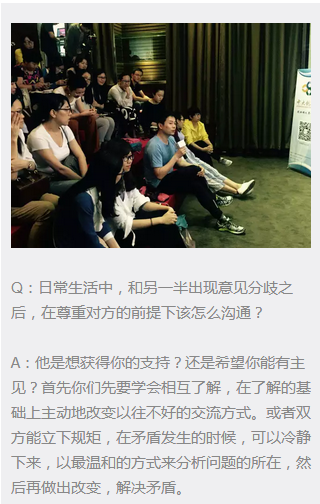 Q：日常生活中，和另一半出现意见分歧之
后，在尊重对方的前提下该怎么沟通？
A：他是想获得你的支持？还是希望你能有主
见？首先你们先要学会相互了解，在了解的基
础上主动地改变以往不好的交流方式。或者双
方能立下规矩，在矛盾发生的时候，可以冷静
下来，以最温和的方式来分析问题的所在，然
后再做出改变，解决矛盾。